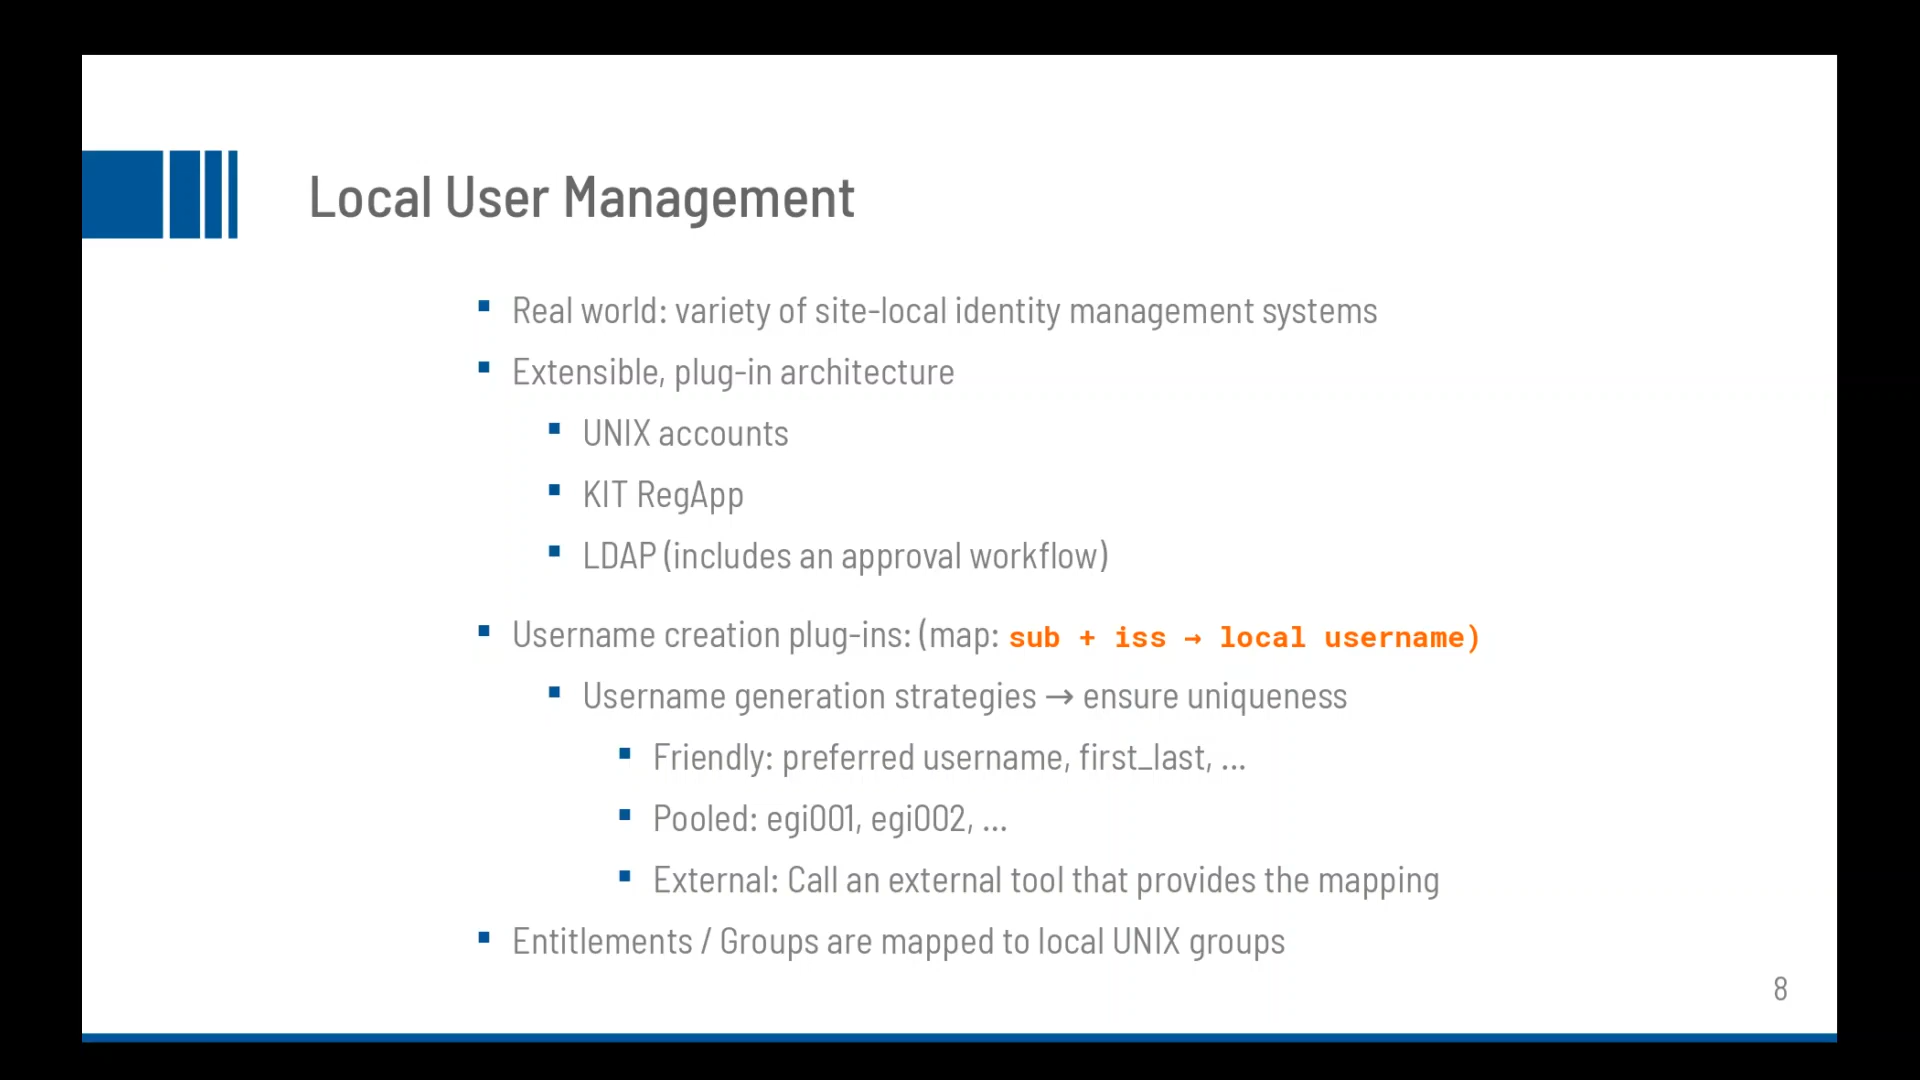 Local User Management
Real world: variety of site-local identity management systems
Extensible, plug-in architecture
UNIX accounts
KIT RegApp
LDAP (includes an approval workflow)
Username creation plug-ins: (map: sub + iss → local username)
Username generation strategies → ensure uniqueness
Friendly: preferred username, first_last, ...
Pooled: egi001, egi002, ...
External: Call an external tool that provides the mapping
Entitlements / Groups are mapped to local UNIX groups
8